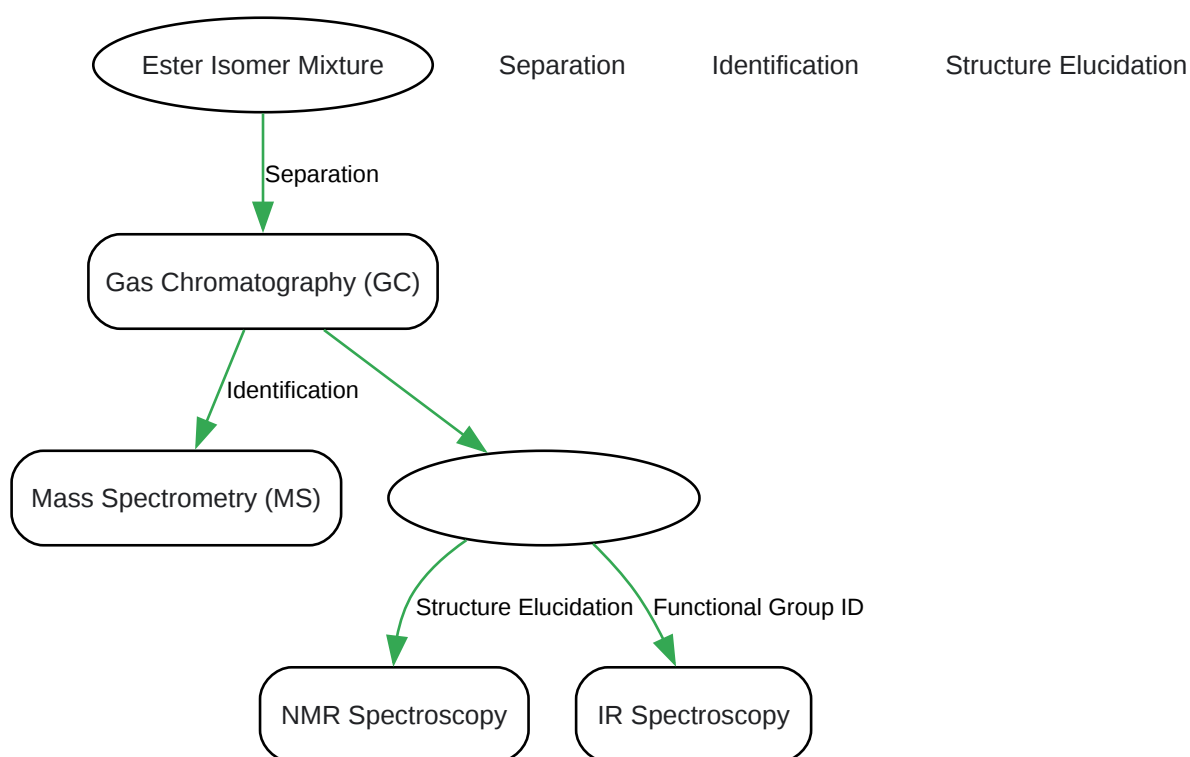 Ester Isomer Mixture
Separation
Identification
Structure Elucidation
Separation
Gas Chromatography (GC)
Identification
Mass Spectrometry (MS)
Structure Elucidation
Functional Group ID
NMR Spectroscopy
IR Spectroscopy